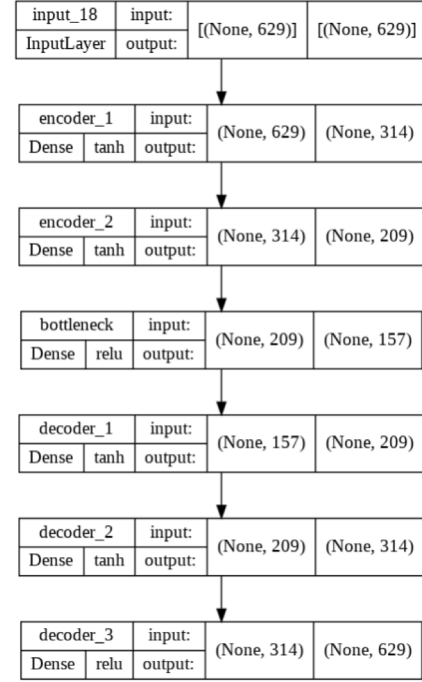 input_18 input: [(None, 629)] [(None, 629)]
InputLayer output:
encoder_1 input: (None, 629) (None, 314)
Dense tanh output:
encoder_2 input: (None, 314) (None, 209)
Dense tanh output:
bottleneck input: (None, 209) (None, 157)
Dense relu output:
decoder_1 input: (None, 157) (None, 209)
Dense tanh output:
decoder_2 input: (None, 209) (None, 314)
Dense tanh output:
decoder_3 input: (None, 314) (None, 629)
Dense relu output: